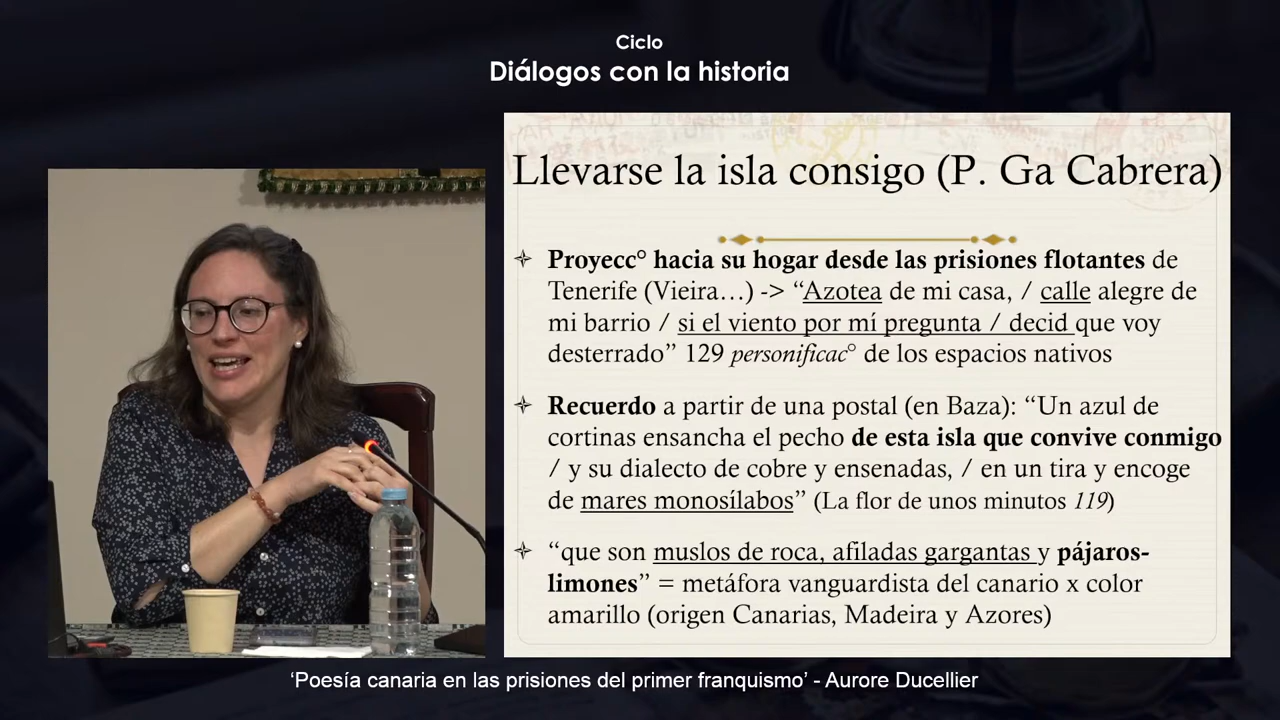 Ciclo
Diálogos con la historia
Llevarse la isla consigo (P. Ga Cabrera)
Proyecc° hacia su hogar desde las prisiones flotantes de
Tenerife (Vieira…) -> “Azotea de mi casa, / calle alegre de
mi barrio / si el viento por mí pregunta / decid que voy
desterrado” 129 personificac° de los espacios nativos
Recuerdo a partir de una postal (en Baza): “Un azul de
cortinas ensancha el pecho de esta isla que convive conmigo
/ y su dialecto de cobre y ensenadas, / en un tira y encoge
de mares monosílabos” (La flor de unos minutos 119)
“que son muslos de roca, afiladas gargantas y pájaros-
limones” = metáfora vanguardista del canario x color
amarillo (origen Canarias, Madeira y Azores)
‘Poesía canaria en las prisiones del primer franquismo’ - Aurore Ducellier